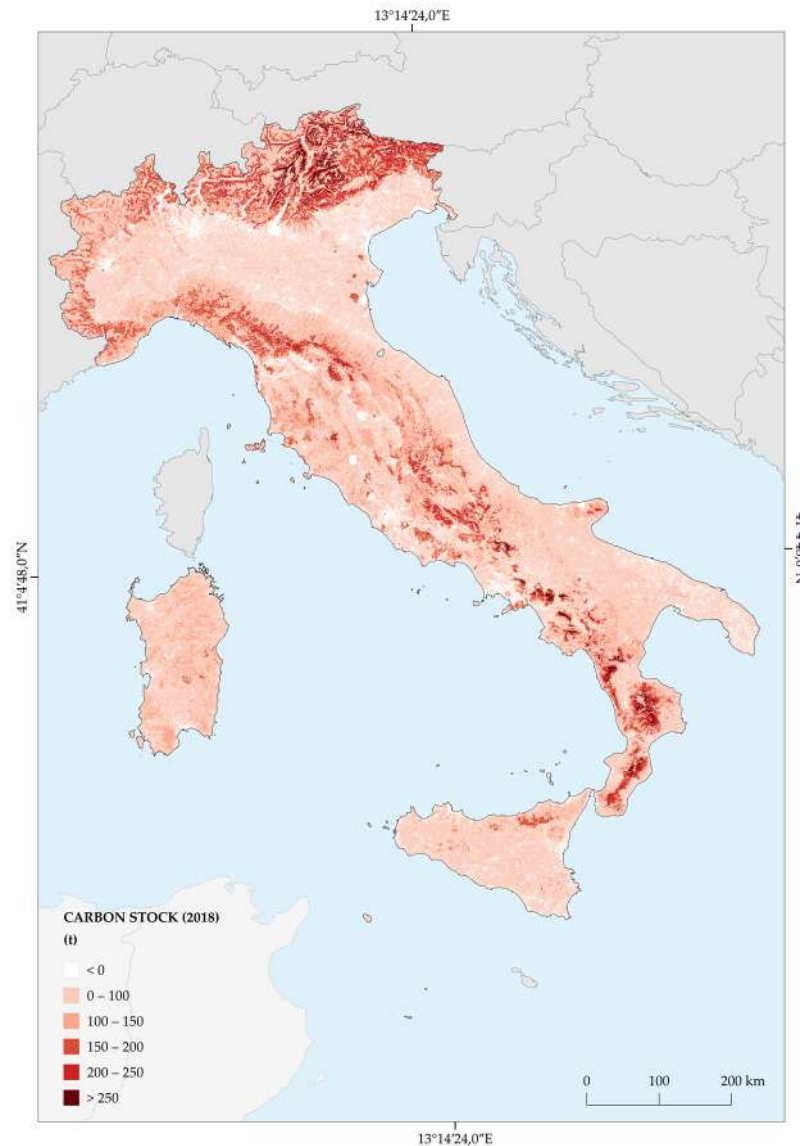 13°14'24,0"E
41°4'48,0"N
CARBON STOCK (2018)
(t)
< 0
0 – 100
100 – 150
150 – 200
200 – 250
> 250
0 100 200 km
13°14'24,0"E